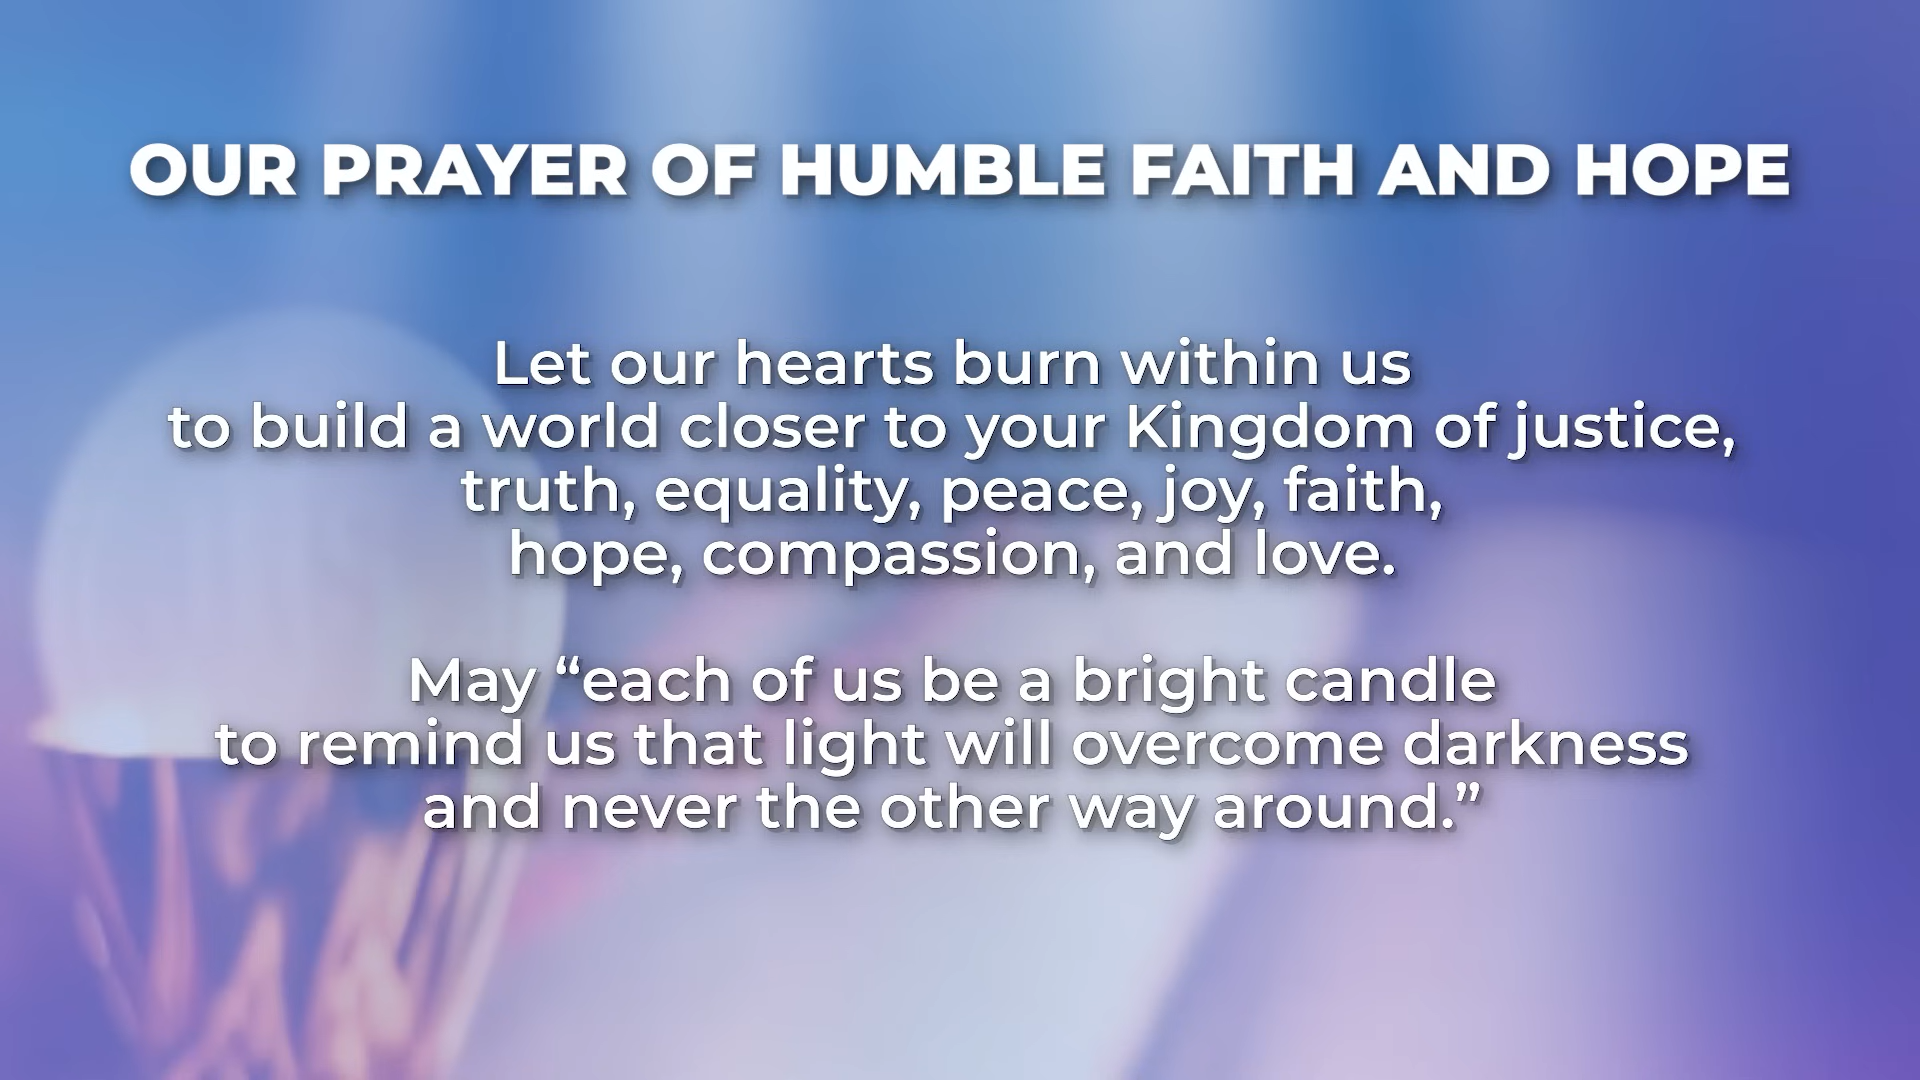 OUR PRAYER OF HUMBLE FAITH AND HOPE
Let our hearts burn within us
to build a world closer to your Kingdom of justice,
truth, equality, peace, joy, faith,
hope, compassion, and love.
May “each of us be a bright candle
to remind us that light will overcome darkness
and never the other way around.”